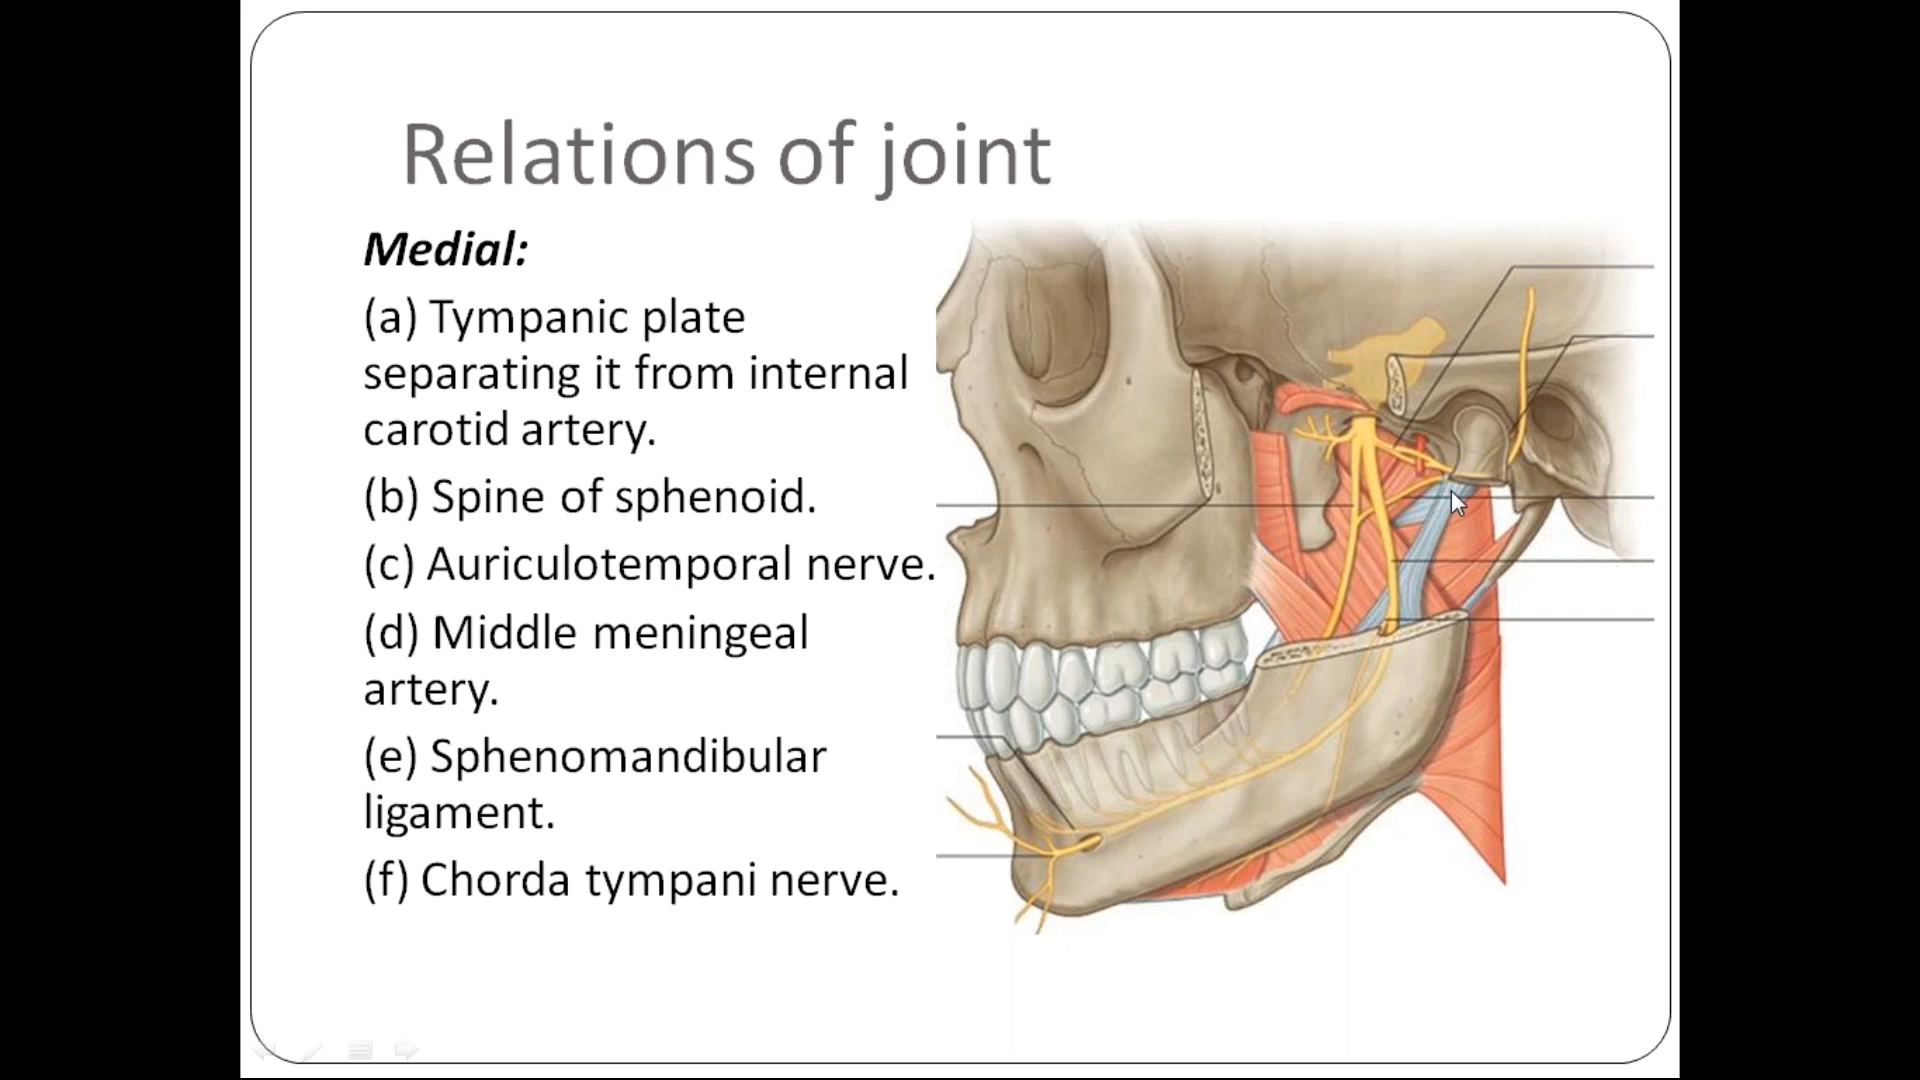 Relations of joint
Medial:
(a) Tympanic plate
separating it from internal
carotid artery.
(b) Spine of sphenoid.
(c) Auriculotemporal nerve.
(d) Middle meningeal
artery.
(e) Sphenomandibular
ligament.
(f) Chorda tympani nerve.